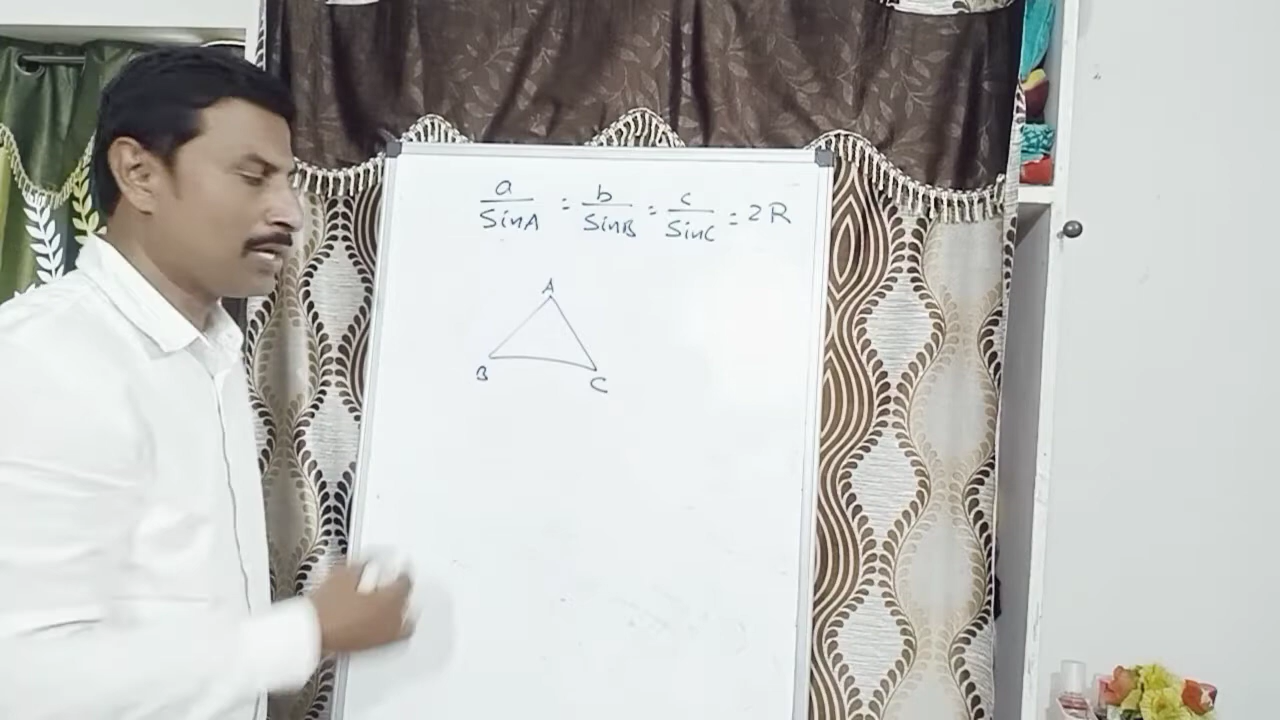 a/SinA = b/SinB = c/SinC = 2R
A
B
C